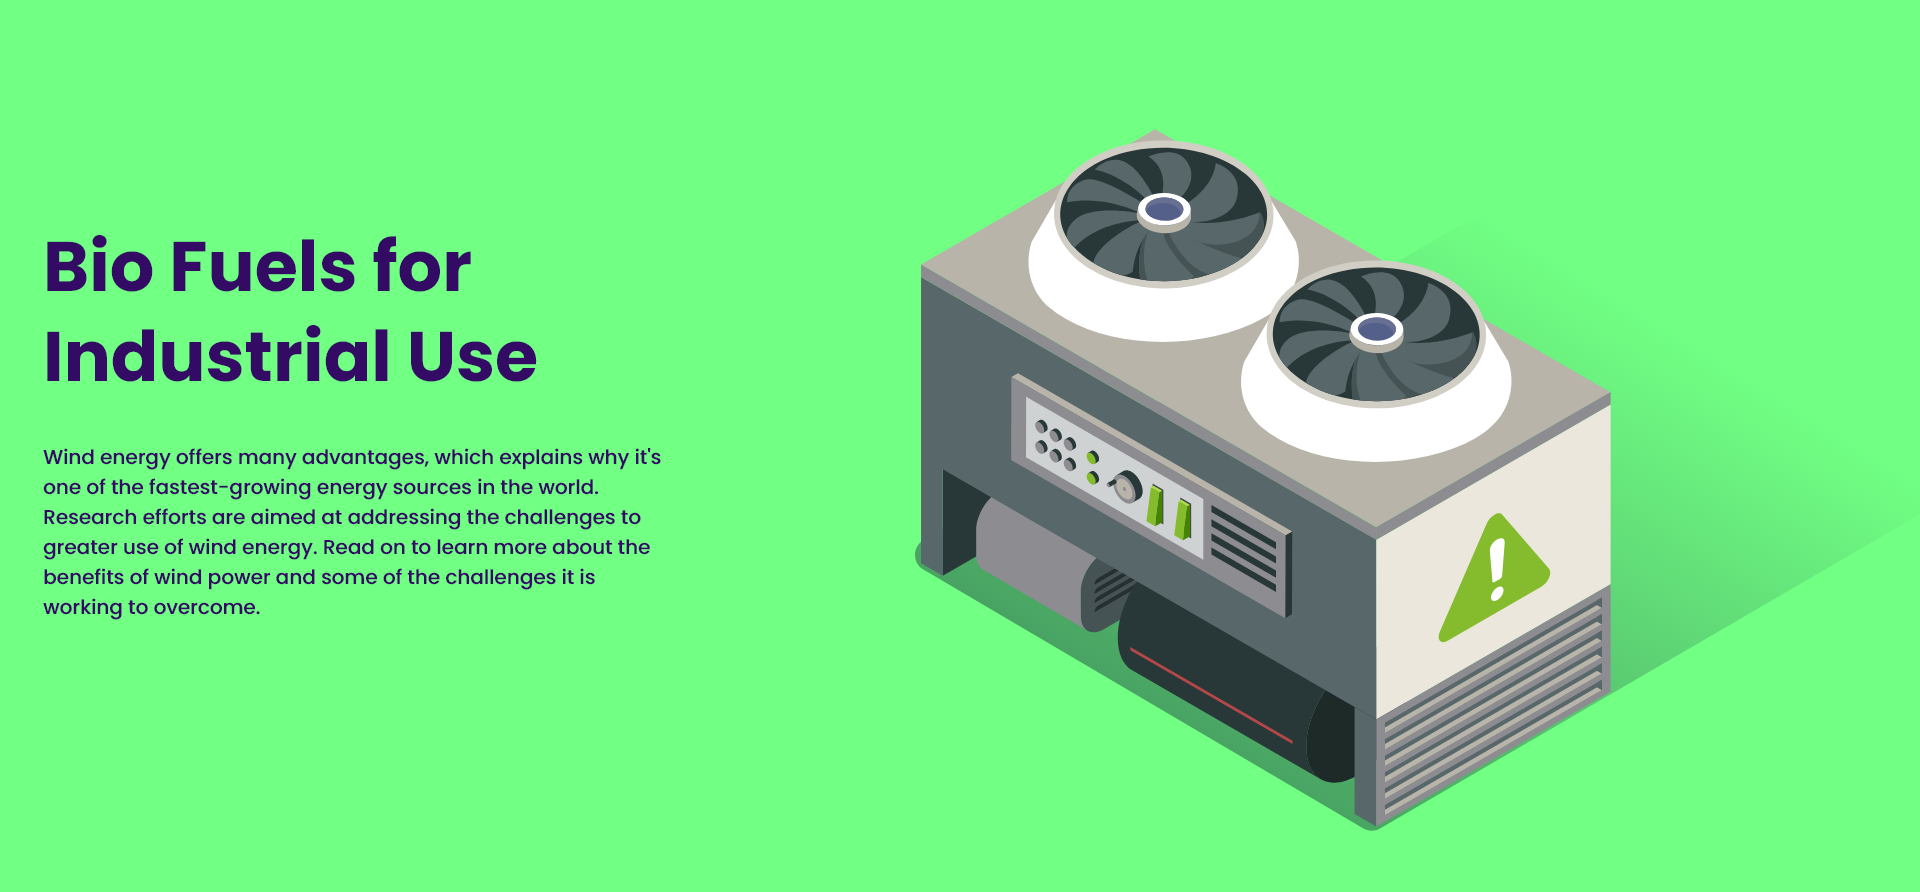 Bio Fuels for
Industrial Use
Wind energy offers many advantages, which explains why it's
one of the fastest-growing energy sources in the world.
Research efforts are aimed at addressing the challenges to
greater use of wind energy. Read on to learn more about the
benefits of wind power and some of the challenges it is
working to overcome.